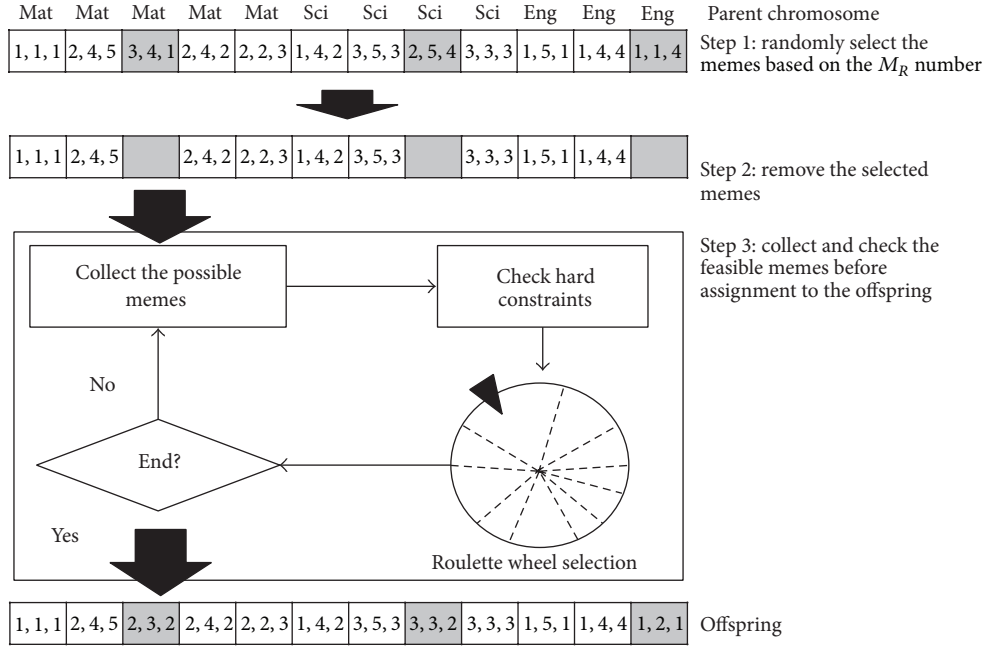 Mat Mat Mat Mat Mat Sci Sci Sci Sci Eng Eng Eng Parent chromosome
1, 1, 1 2, 4, 5 3, 4, 1 2, 4, 2 2, 2, 3 1, 4, 2 3, 5, 3 2, 5, 4 3, 3, 3 1, 5, 1 1, 4, 4 1, 1, 4
Step 1: randomly select the
memes based on the M_R number
1, 1, 1 2, 4, 5 2, 4, 2 2, 2, 3 1, 4, 2 3, 5, 3 3, 3, 3 1, 5, 1 1, 4, 4
Step 2: remove the selected
memes
Step 3: collect and check the
feasible memes before
assignment to the offspring
Collect the possible
memes
Check hard
constraints
No
End?
Yes
Roulette wheel selection
1, 1, 1 2, 4, 5 2, 3, 2 2, 4, 2 2, 2, 3 1, 4, 2 3, 5, 3 3, 3, 2 3, 3, 3 1, 5, 1 1, 4, 4 1, 2, 1 Offspring